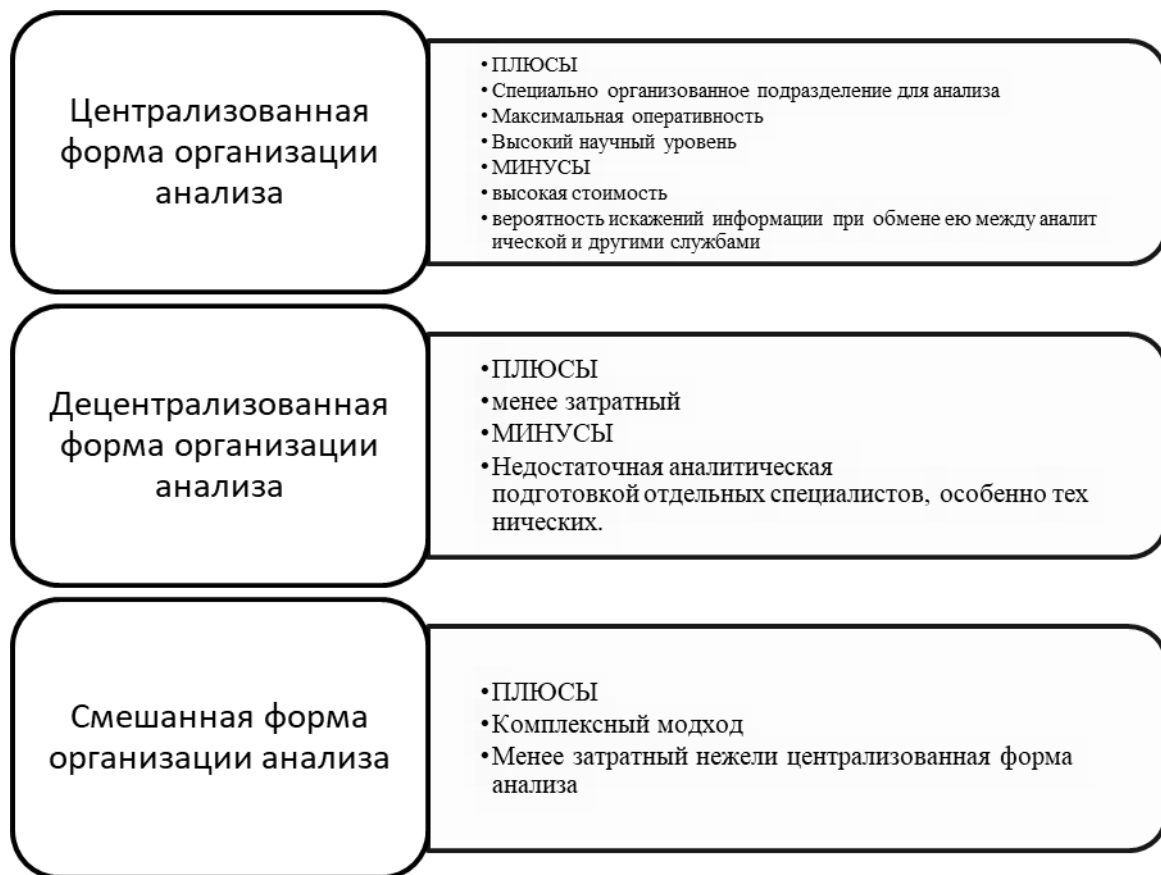 Централизованная
форма организации
анализа
•ПЛЮСЫ
•Специально организованное подразделение для анализа
•Максимальная оперативность
•Высокий научный уровень
•МИНУСЫ
•высокая стоимость
•вероятность искажений информации при обмене ею между аналит
ической и другими службами
Децентрализованная
форма организации
анализа
•ПЛЮСЫ
•менее затратный
•МИНУСЫ
•Недостаточная аналитическая
подготовкой отдельных специалистов, особенно тех
нических.
Смешанная форма
организации анализа
•ПЛЮСЫ
•Комплексный модход
•Менее затратный нежели централизованная форма
анализа